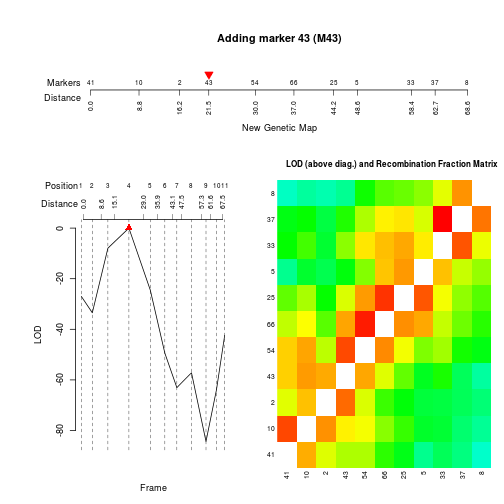 Adding marker 43 (M43)
Markers 41 10 2 43 54 66 25 5 33 37 8
Distance 0.0 8.8 16.2 21.5 30.0 37.0 44.2 48.6 58.4 62.7 68.6
New Genetic Map
LOD (above diag.) and Recombination Fraction Matrix
Position 1 2 3 4 5 6 7 8 9 10 11
Distance 0.0 8.6 15.1 29.0 35.9 43.1 47.5 57.3 61.6 67.5
LOD
0
-20
-40
-60
-80
Frame
8
37
33
5
25
66
54
43
2
10
41
41 10 2 43 54 66 25 5 33 37 8